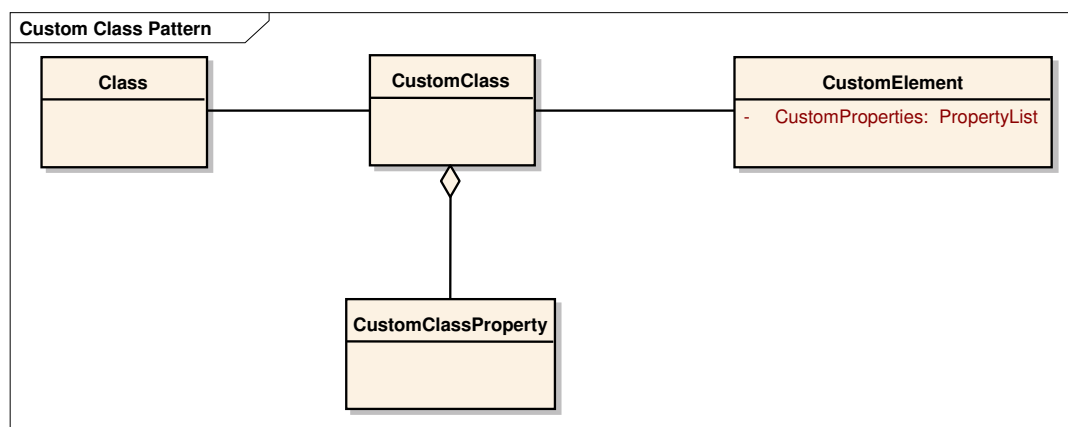 Custom Class Pattern
Class
CustomClass
CustomElement
- CustomProperties: PropertyList
CustomClassProperty